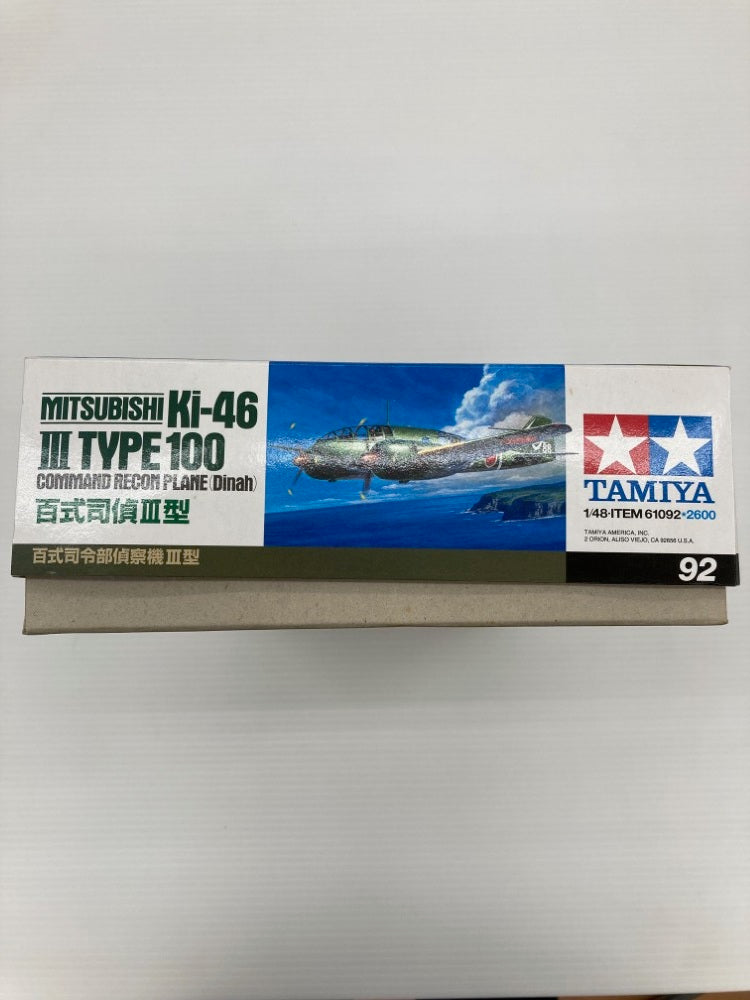 MITSUBISHI Ki-46
III TYPE 100
COMMAND RECON PLANE (Dinah)
百式司偵III型
百式司令部偵察機III型
TAMIYA
1/48·ITEM 61092*2600
TAMIYA AMERICA, INC.
2 ORION, ALISO VIEJO, CA 92656 U.S.A.
92